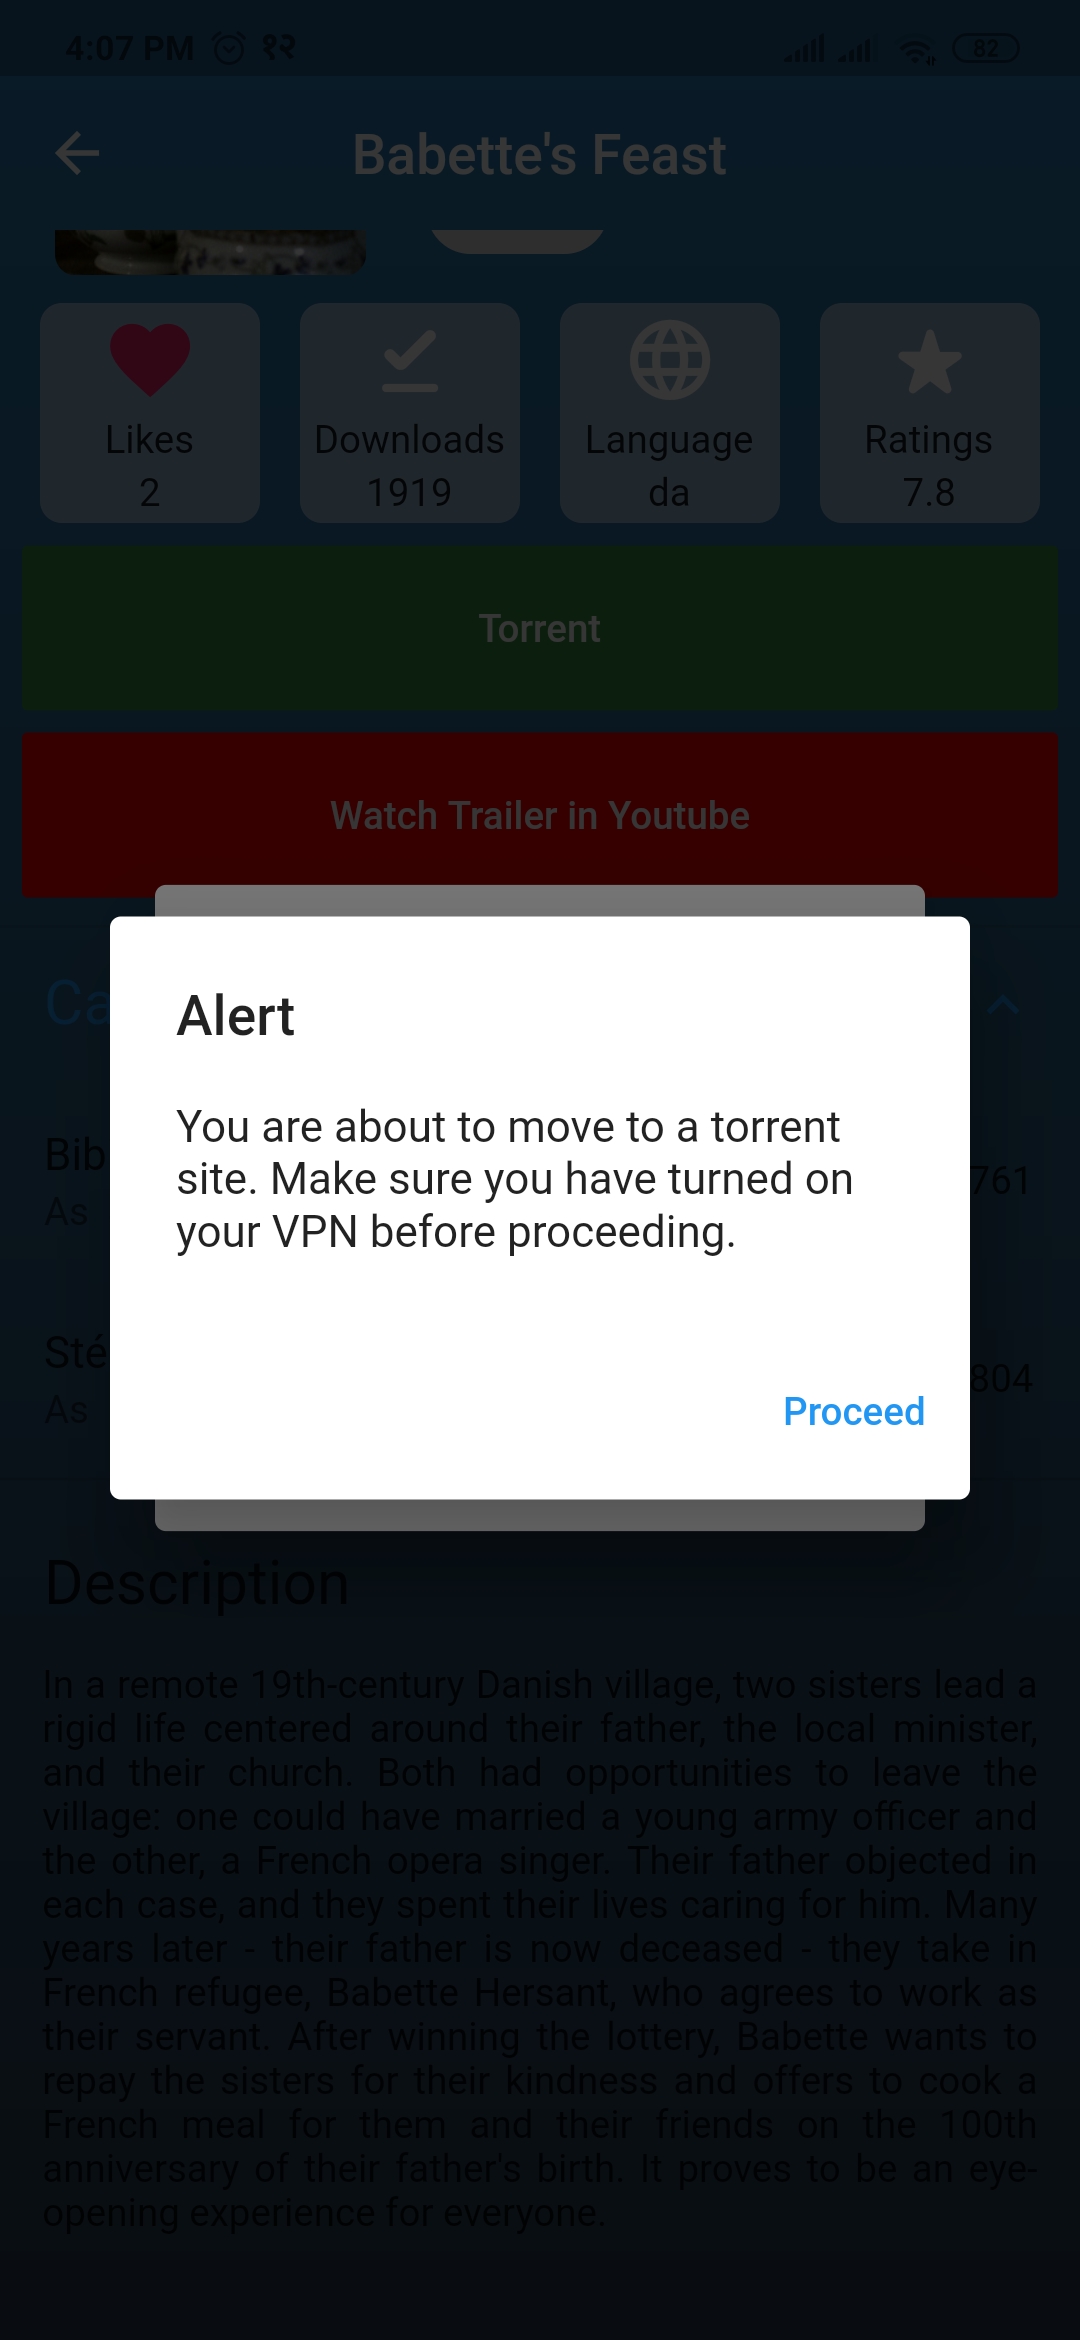 4:07 PM १२ 82
Babette's Feast
Likes
2
Downloads
1919
Language
da
Ratings
7.8
Torrent
Watch Trailer in Youtube
Alert
You are about to move to a torrent
site. Make sure you have turned on
your VPN before proceeding.
Proceed
Ca
Bib
As
761
Sté
As
804
Description
In a remote 19th-century Danish village, two sisters lead a
rigid life centered around their father, the local minister,
and their church. Both had opportunities to leave the
village: one could have married a young army officer and
the other, a French opera singer. Their father objected in
each case, and they spent their lives caring for him. Many
years later - their father is now deceased - they take in
French refugee, Babette Hersant, who agrees to work as
their servant. After winning the lottery, Babette wants to
repay the sisters for their kindness and offers to cook a
French meal for them and their friends on the 100th
anniversary of their father's birth. It proves to be an eye-
opening experience for everyone.